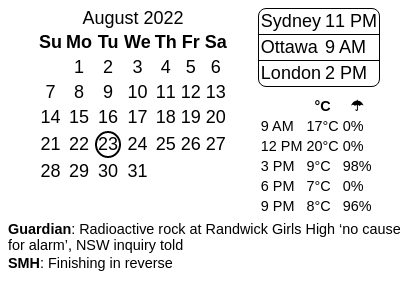 August 2022
Su Mo Tu We Th Fr Sa
1 2 3 4 5 6
7 8 9 10 11 12 13
14 15 16 17 18 19 20
21 22 23 24 25 26 27
28 29 30 31
Sydney 11 PM
Ottawa 9 AM
London 2 PM
°C ☂
9 AM 17°C 0%
12 PM 20°C 0%
3 PM 9°C 98%
6 PM 7°C 0%
9 PM 8°C 96%
Guardian: Radioactive rock at Randwick Girls High ‘no cause
for alarm’, NSW inquiry told
SMH: Finishing in reverse